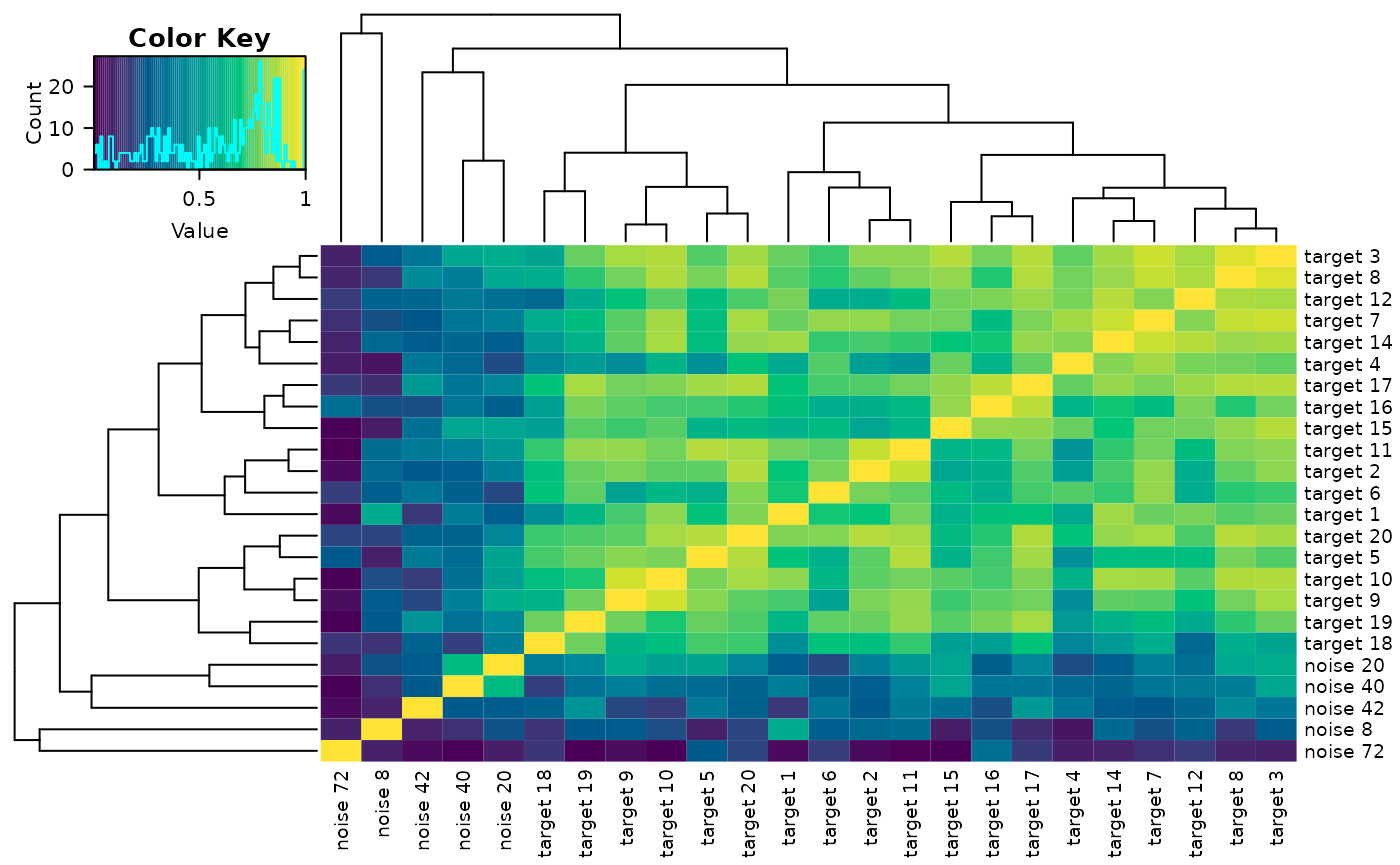 Color Key
Count
20
10
0
0.5 1
Value
target 3
target 8
target 12
target 7
target 14
target 4
target 17
target 16
target 15
target 11
target 2
target 6
target 1
target 20
target 5
target 10
target 9
target 19
target 18
noise 20
noise 40
noise 42
noise 8
noise 72
noise 72
noise 8
noise 42
noise 40
noise 20
target 18
target 19
target 9
target 10
target 5
target 20
target 1
target 6
target 2
target 11
target 15
target 16
target 17
target 4
target 14
target 7
target 12
target 8
target 3